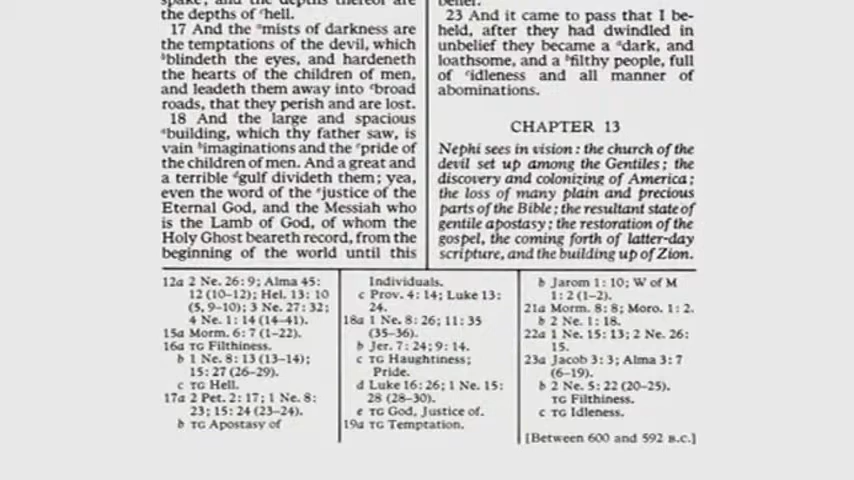 the depths of ᶜhell.
17 And the ᵃmists of darkness are
the temptations of the devil, which
ᵇblindeth the eyes, and hardeneth
the hearts of the children of men,
and leadeth them away into ᶜbroad
roads, that they perish and are lost.
18 And the large and spacious
ᵃbuilding, which thy father saw, is
vain ᵇimaginations and the ᶜpride of
the children of men. And a great and
a terrible ᵈgulf divideth them; yea,
even the word of the ᵉjustice of the
Eternal God, and the Messiah who
is the Lamb of God, of whom the
Holy Ghost beareth record, from the
beginning of the world until this
23 And it came to pass that I be-
held, after they had dwindled in
unbelief they became a ᵃdark, and
loathsome, and a ᵇfilthy people, full
of ᶜidleness and all manner of
abominations.
CHAPTER 13
Nephi sees in vision: the church of the
devil set up among the Gentiles; the
discovery and colonizing of America;
the loss of many plain and precious
parts of the Bible; the resultant state of
gentile apostasy; the restoration of the
gospel, the coming forth of latter-day
scripture, and the building up of Zion.
12a 2 Ne. 26:9; Alma 45:
12 (10–12); Hel. 13: 10
(5, 9–10); 3 Ne. 27: 32;
4 Ne. 1: 14 (14–41).
15a Morm. 6: 7 (1–22).
16a TG Filthiness.
b 1 Ne. 8: 13 (13–14);
15: 27 (26–29).
c TG Hell.
17a 2 Pet. 2: 17; 1 Ne. 8:
23; 15: 24 (23–24).
b TG Apostasy of
Individuals.
c Prov. 4: 14; Luke 13:
24.
18a 1 Ne. 8: 26; 11: 35
(35–36).
b Jer. 7: 24; 9: 14.
c TG Haughtiness;
Pride.
d Luke 16: 26; 1 Ne. 15:
28 (28–30).
e TG God, Justice of.
19a TG Temptation.
b Jarom 1: 10; W of M
1: 2 (1–2).
21a Morm. 8: 8; Moro. 1: 2.
b 2 Ne. 1: 18.
22a 1 Ne. 15: 13; 2 Ne. 26:
15.
23a Jacob 3: 3; Alma 3: 7
(6–19).
b 2 Ne. 5: 22 (20–25).
TG Filthiness.
c TG Idleness.
[Between 600 and 592 B.C.]